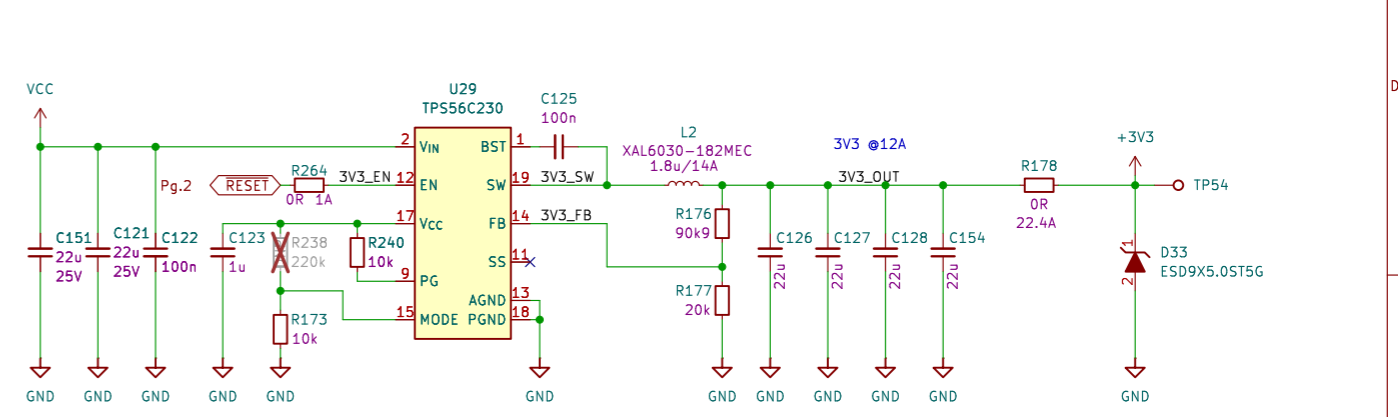 D
U29
TPS56C230
VCC
C125
100n
L2
XAL6030-182MEC
1.8u/14A
3V3 @12A
+3V3
2 VIN
BST 1
R264
0R 1A
Pg.2
RESET
3V3_EN
12 EN
SW 19
3V3_SW
3V3_OUT
R178
0R
22.4A
TP54
17 VCC
FB 14
3V3_FB
R176
90k9
C151
22u
25V
C121
22u
25V
C122
100n
C123
1u
R238
220k
R240
10k
SS 11
9 PG
C126
22u
C127
22u
C128
22u
C154
22u
1
2
D33
ESD9X5.0ST5G
AGND 13
R177
20k
R173
10k
15 MODE
PGND 18
GND
GND
GND
GND
GND
GND
GND
GND
GND
GND
GND
GND